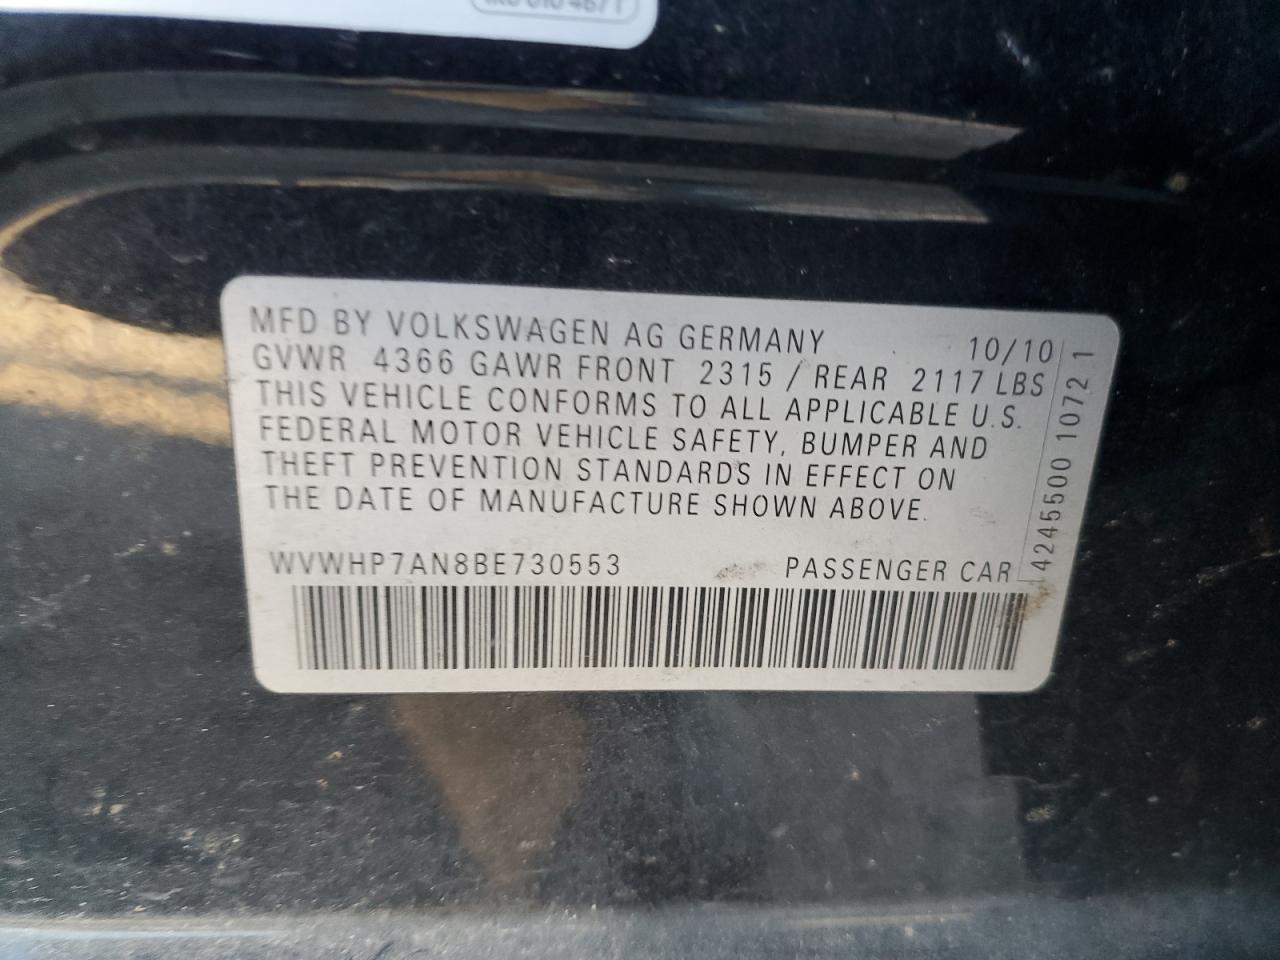 MFD BY VOLKSWAGEN AG GERMANY 10/10
GVWR 4366 GAWR FRONT 2315 / REAR 2117 LBS
THIS VEHICLE CONFORMS TO ALL APPLICABLE U.S.
FEDERAL MOTOR VEHICLE SAFETY, BUMPER AND
THEFT PREVENTION STANDARDS IN EFFECT ON
THE DATE OF MANUFACTURE SHOWN ABOVE.
WVWHP7AN8BE730553 PASSENGER CAR
4245500 1072 1